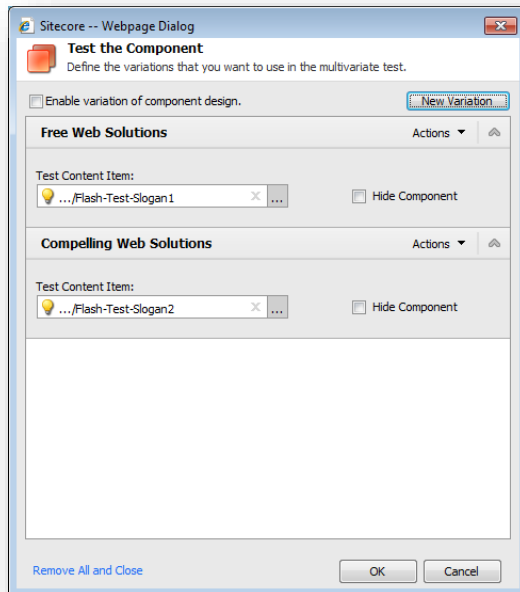 Sitecore -- Webpage Dialog
Test the Component
Define the variations that you want to use in the multivariate test.
Enable variation of component design.
New Variation
Free Web Solutions
Actions
Test Content Item:
.../Flash-Test-Slogan1
X
...
Hide Component
Compelling Web Solutions
Actions
Test Content Item:
.../Flash-Test-Slogan2
X
...
Hide Component
Remove All and Close
OK
Cancel